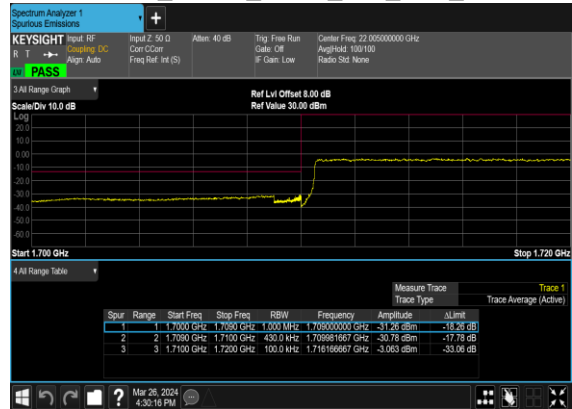 Spectrum Analyzer 1
Spurious Emissions
KEYSIGHT Input: RF Input Z: 50 Ω Atten: 40 dB Trig: Free Run Center Freq: 22.005000000 GHz
R T Coupling: DC Corr CCorr Gate: Off Avg|Hold: 100/100
Align: Auto Freq Ref: Int (S) IF Gain: Low Radio Std: None
PASS
3 All Range Graph
Ref Lvl Offset 8.00 dB
Scale/Div 10.0 dB Ref Value 30.00 dBm
Log
20.0
10.0
0.00
-10.0
-20.0
-30.0
-40.0
-50.0
-60.0
Start 1.700 GHz Stop 1.720 GHz
4 All Range Table
Measure Trace Trace 1
Trace Type Trace Average (Active)
Spur Range Start Freq Stop Freq RBW Frequency Amplitude ΔLimit
1 1 1.7000 GHz 1.7090 GHz 1.000 MHz 1.709000000 GHz -31.26 dBm -18.26 dB
2 2 1.7090 GHz 1.7100 GHz 430.0 kHz 1.709981667 GHz -30.78 dBm -17.78 dB
3 3 1.7100 GHz 1.7200 GHz 100.0 kHz 1.716166667 GHz -3.063 dBm -33.06 dB
Mar 26, 2024
4:30:16 PM